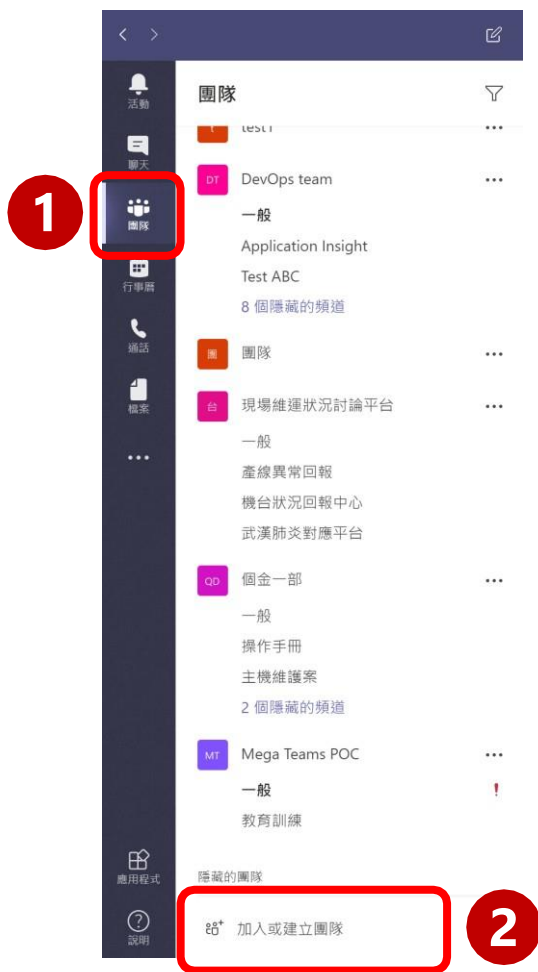 活動
聊天
團隊
行事曆
通話
檔案
應用程式
說明
1
團隊
test1
DT DevOps team
一般
Application Insight
Test ABC
8 個隱藏的頻道
團 團隊
台 現場維運狀況討論平台
一般
產線異常回報
機台狀況回報中心
武漢肺炎對應平台
QD 個金一部
一般
操作手冊
主機維護案
2 個隱藏的頻道
MT Mega Teams POC
一般
教育訓練
隱藏的團隊
加入或建立團隊
2